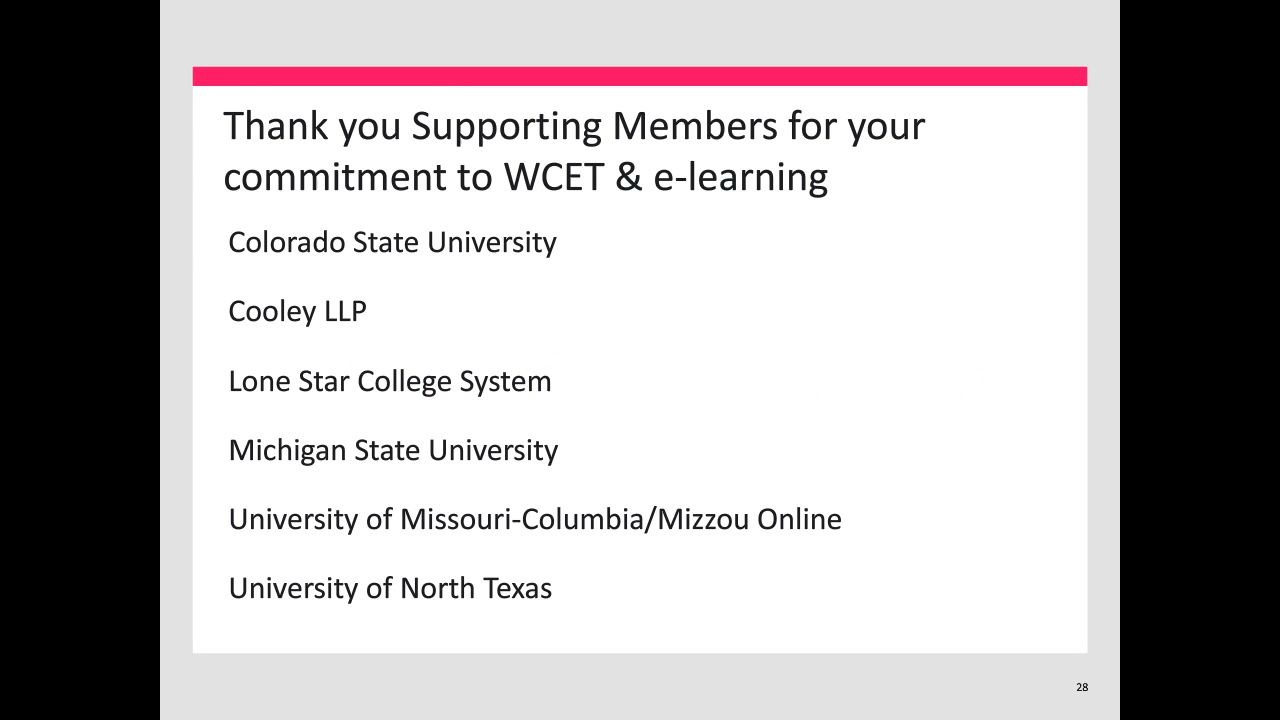 Thank you Supporting Members for your
commitment to WCET & e-learning
Colorado State University
Cooley LLP
Lone Star College System
Michigan State University
University of Missouri-Columbia/Mizzou Online
University of North Texas
28